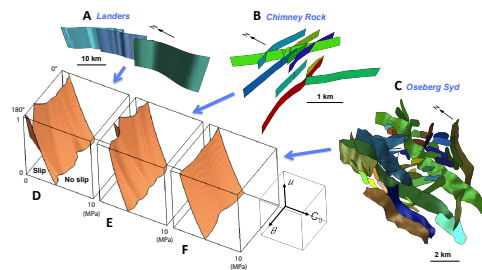 A Landers
N
10 km
B Chimney Rock
N
1 km
C Oseberg Syd
N
2 km
0°
180°
1
0
Slip
No slip
D
10
(MPa)
E
10
(MPa)
F
10
(MPa)
μ
C₀
θ